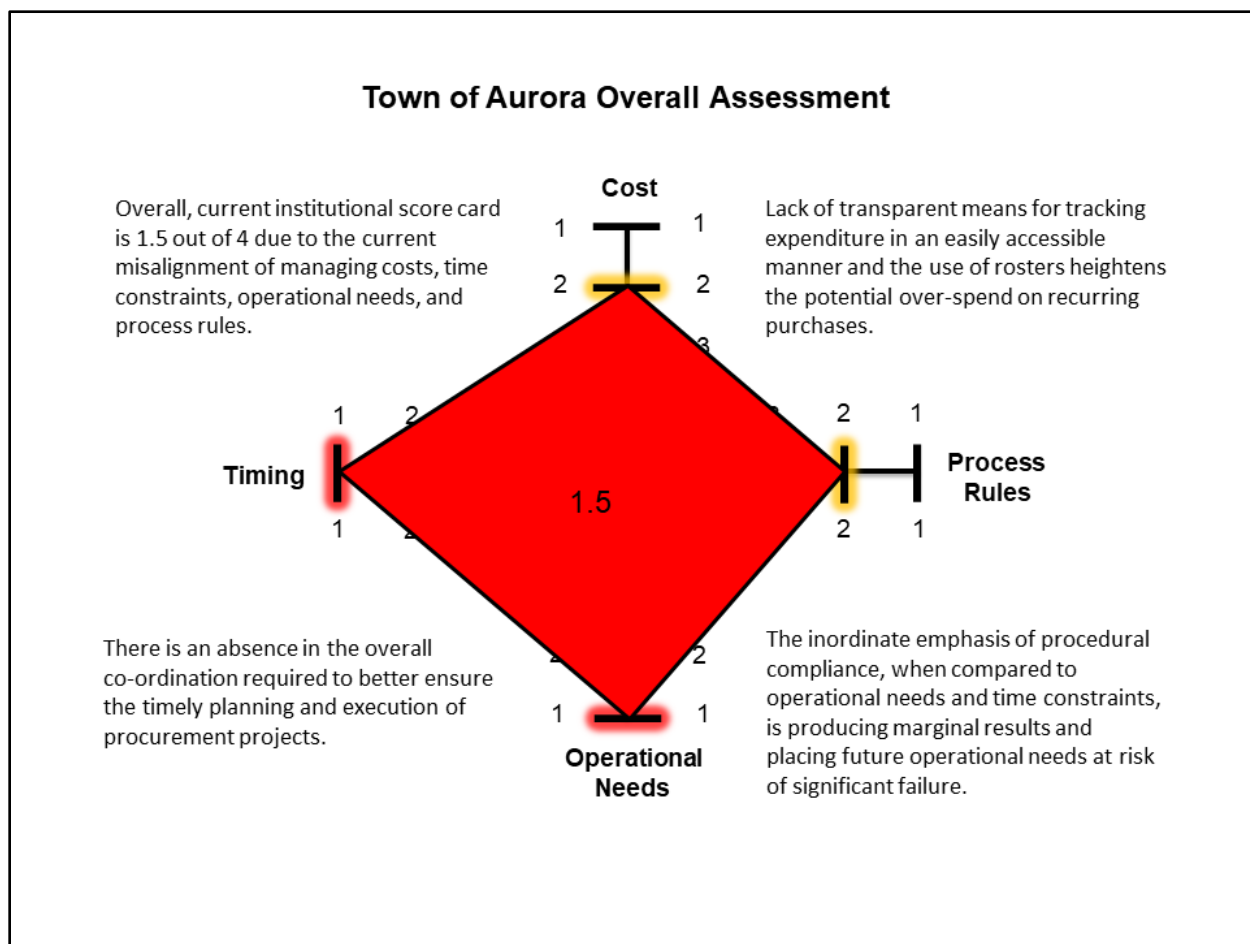 Town of Aurora Overall Assessment
Overall, current institutional score card
is 1.5 out of 4 due to the current
misalignment of managing costs, time
constraints, operational needs, and
process rules.
Cost
1 1
2 2
3
Lack of transparent means for tracking
expenditure in an easily accessible
manner and the use of rosters heightens
the potential over-spend on recurring
purchases.
1 2
2 1
Timing
1.5
Process
Rules
1
2 1
There is an absence in the overall
co-ordination required to better ensure
the timely planning and execution of
procurement projects.
2
1 1
Operational
Needs
The inordinate emphasis of procedural
compliance, when compared to
operational needs and time constraints,
is producing marginal results and
placing future operational needs at risk
of significant failure.